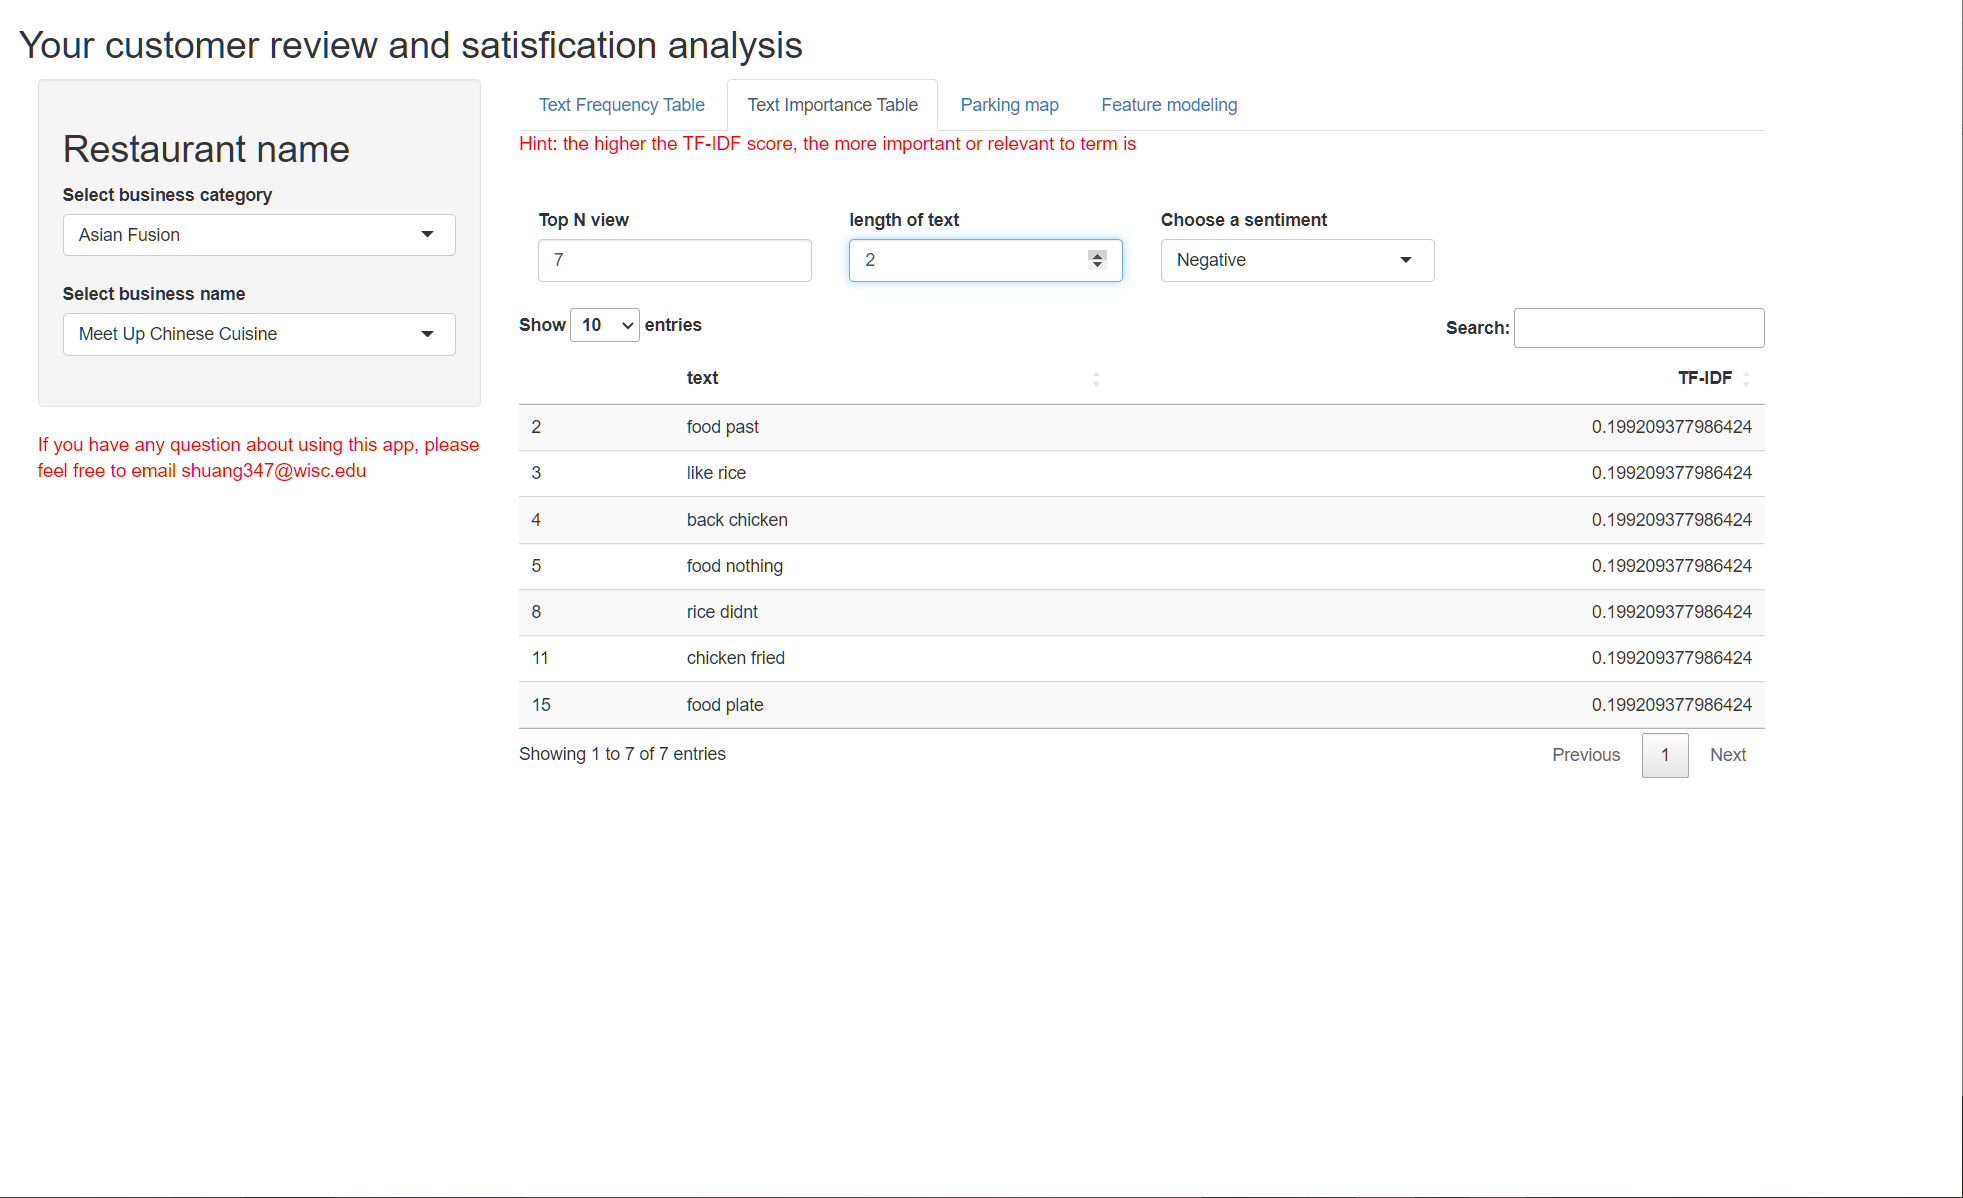 Your customer review and satisfication analysis
Restaurant name
Select business category
Asian Fusion
Select business name
Meet Up Chinese Cuisine
If you have any question about using this app, please
feel free to email shuang347@wisc.edu
Text Frequency Table Text Importance Table Parking map Feature modeling
Hint: the higher the TF-IDF score, the more important or relevant to term is
Top N view length of text Choose a sentiment
7 2 Negative
Show 10 entries Search:
text TF-IDF
2 food past 0.199209377986424
3 like rice 0.199209377986424
4 back chicken 0.199209377986424
5 food nothing 0.199209377986424
8 rice didnt 0.199209377986424
11 chicken fried 0.199209377986424
15 food plate 0.199209377986424
Showing 1 to 7 of 7 entries Previous 1 Next